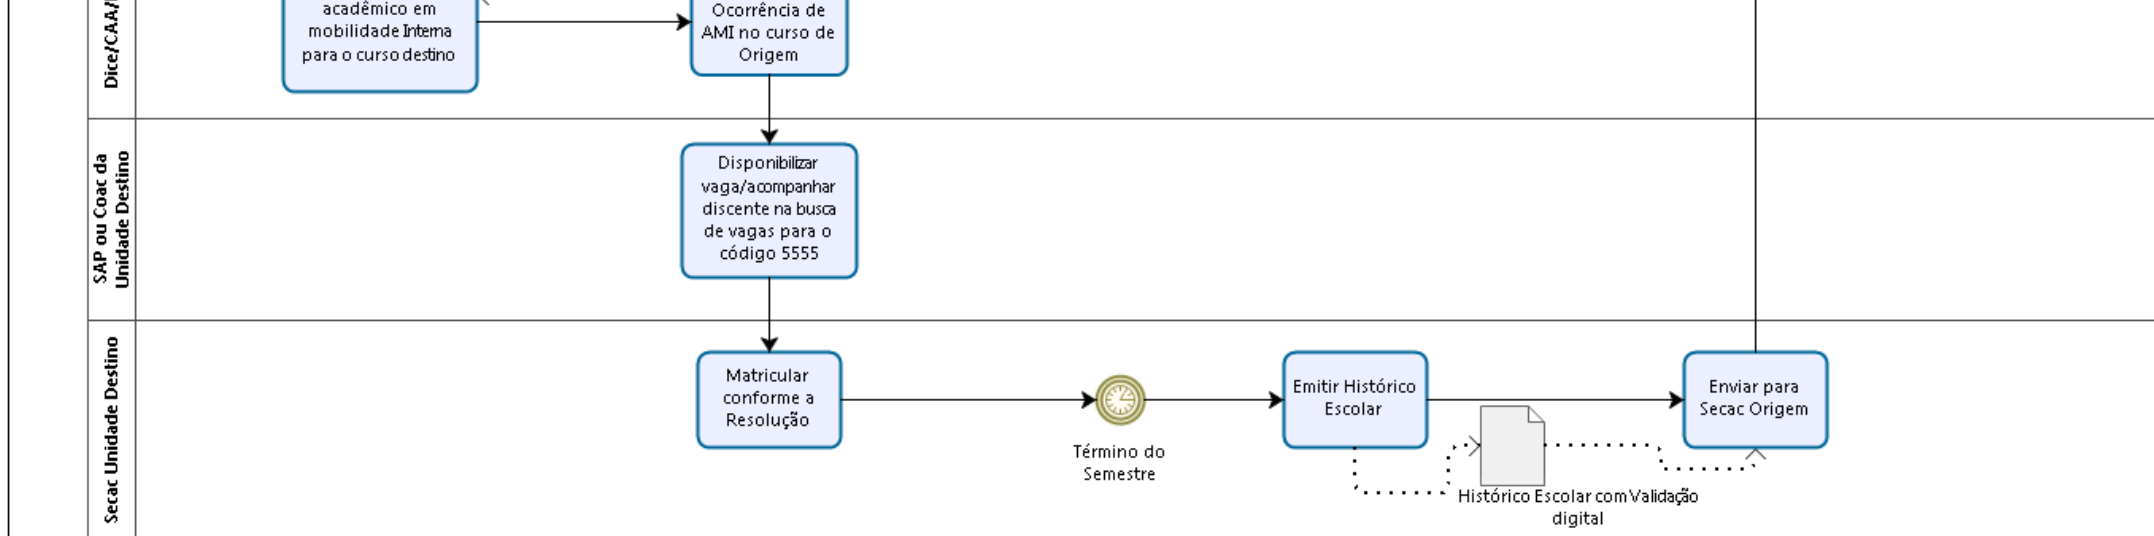 Dice/CAA/
acadêmico em
mobilidade Interna
para o curso destino
Ocorrência de
AMI no curso de
Origem
SAP ou Coac da
Unidade Destino
Disponibilizar
vaga/acompanhar
discente na busca
de vagas para o
código 5555
Secac Unidade Destino
Matricular
conforme a
Resolução
Término do
Semestre
Emitir Histórico
Escolar
Histórico Escolar com Validação
digital
Enviar para
Secac Origem